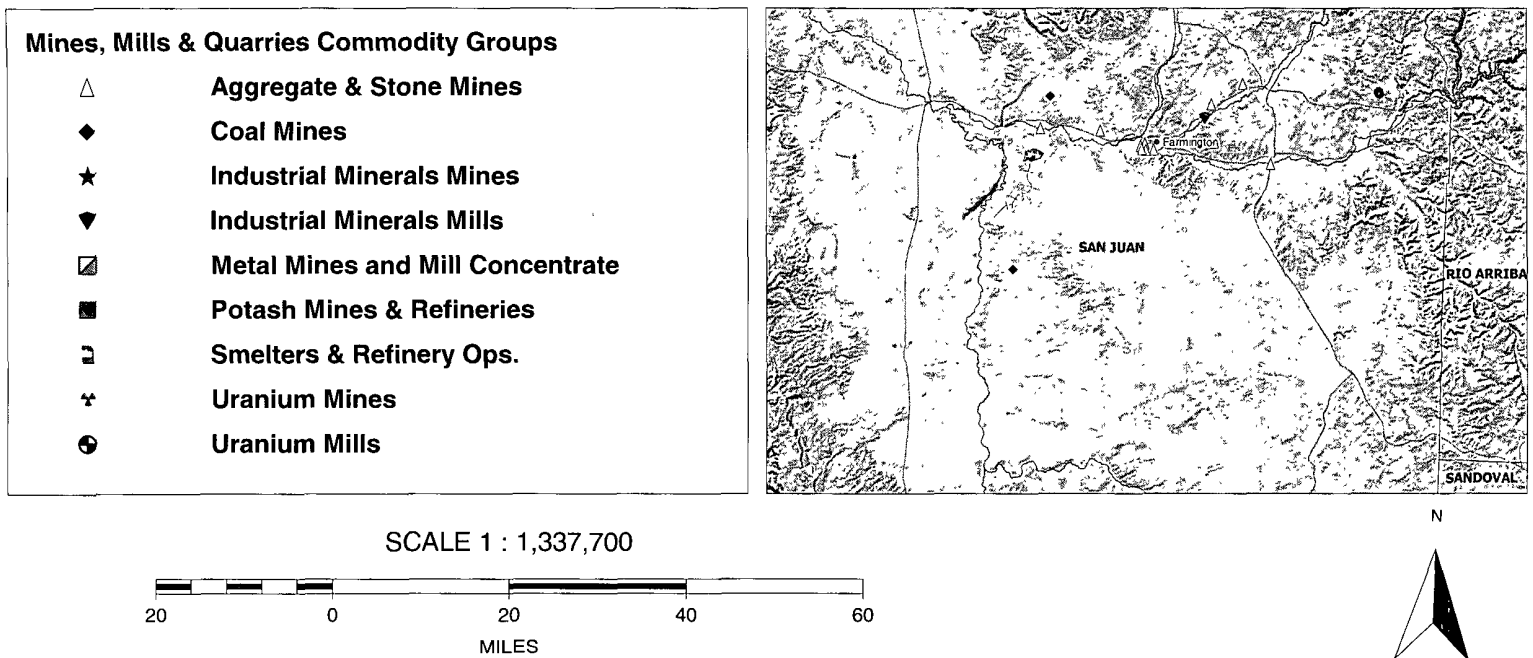 Mines, Mills & Quarries Commodity Groups
Aggregate & Stone Mines
Coal Mines
Industrial Minerals Mines
Industrial Minerals Mills
Metal Mines and Mill Concentrate
Potash Mines & Refineries
Smelters & Refinery Ops.
Uranium Mines
Uranium Mills
Farmington
SAN JUAN
RIO ARRIBA
SANDOVAL
SCALE 1 : 1,337,700
20 0 20 40 60
MILES
N